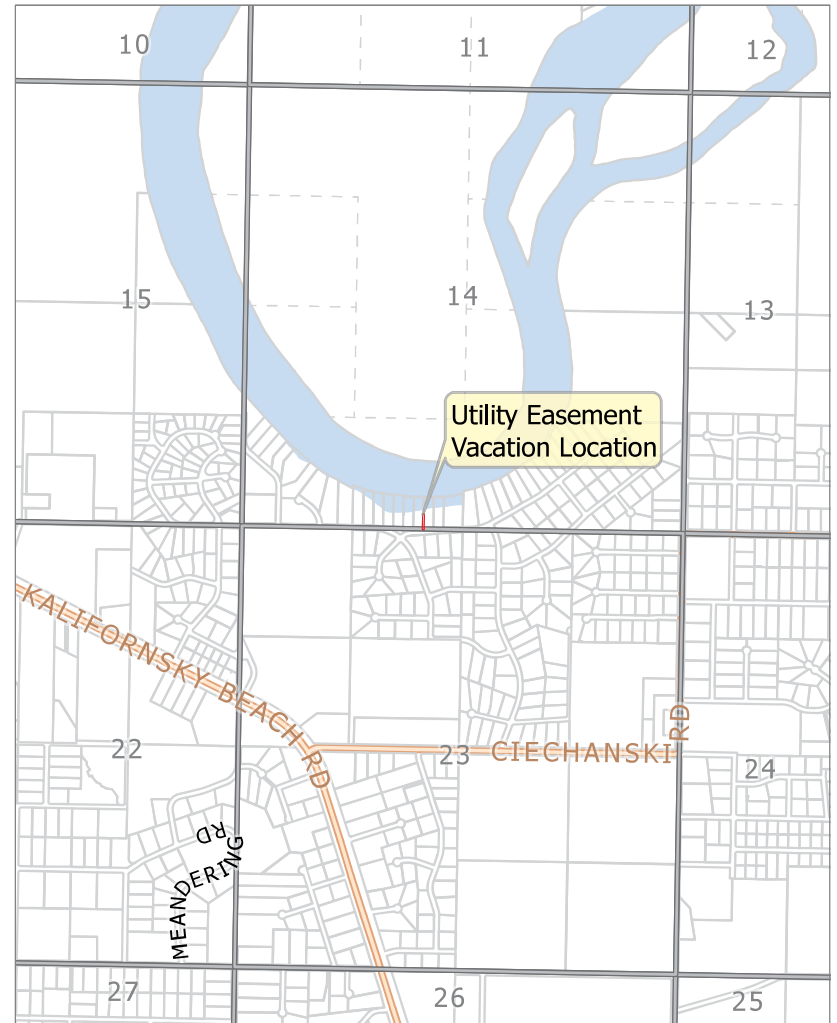 10
11
12
15
14
13
Utility Easement
Vacation Location
KALIFORNSKY BEACH RD
22
23
CIECHANSKI RD
24
MEANDERING RD
27
26
25